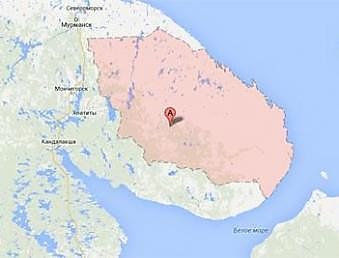 Североморск
Мурманск
Мончегорск
Апатиты
A
Кандалакша
Белое море